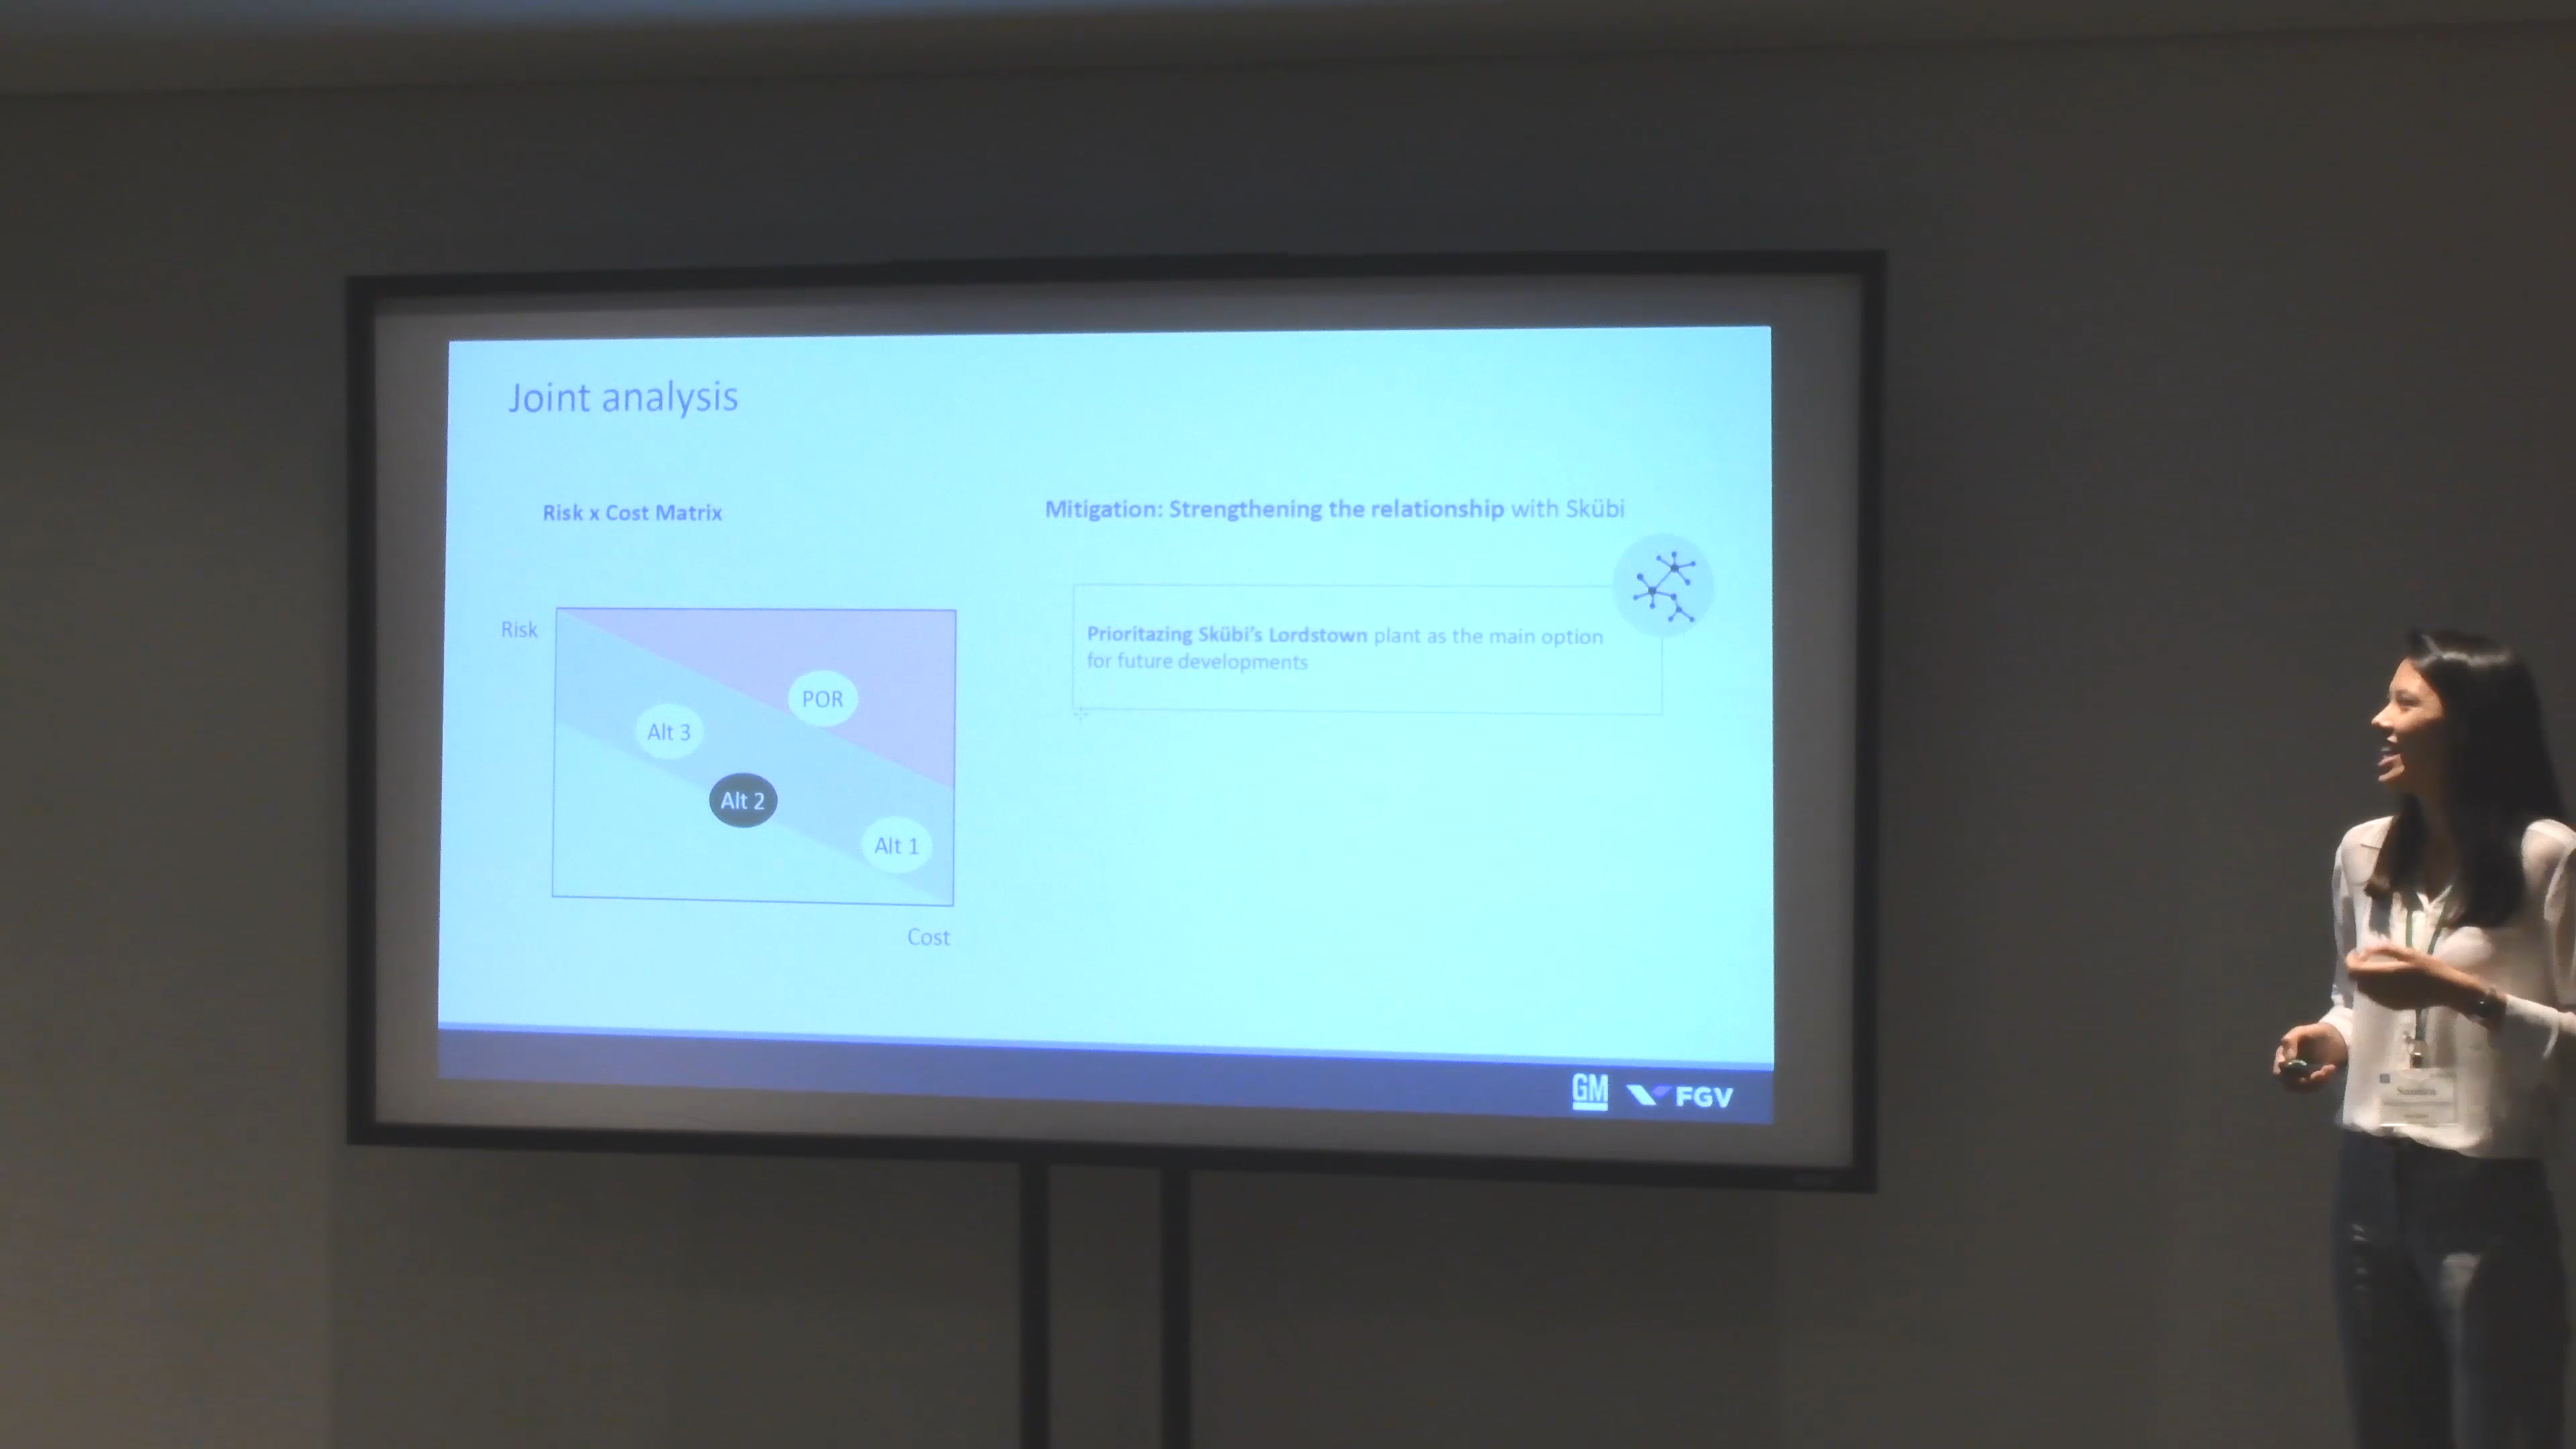 Joint analysis
Risk x Cost Matrix
Risk
POR
Alt 3
Alt 2
Alt 1
Cost
Mitigation: Strengthening the relationship with Skübi
Prioritazing Skübi's Lordstown plant as the main option
for future developments
GM
FGV